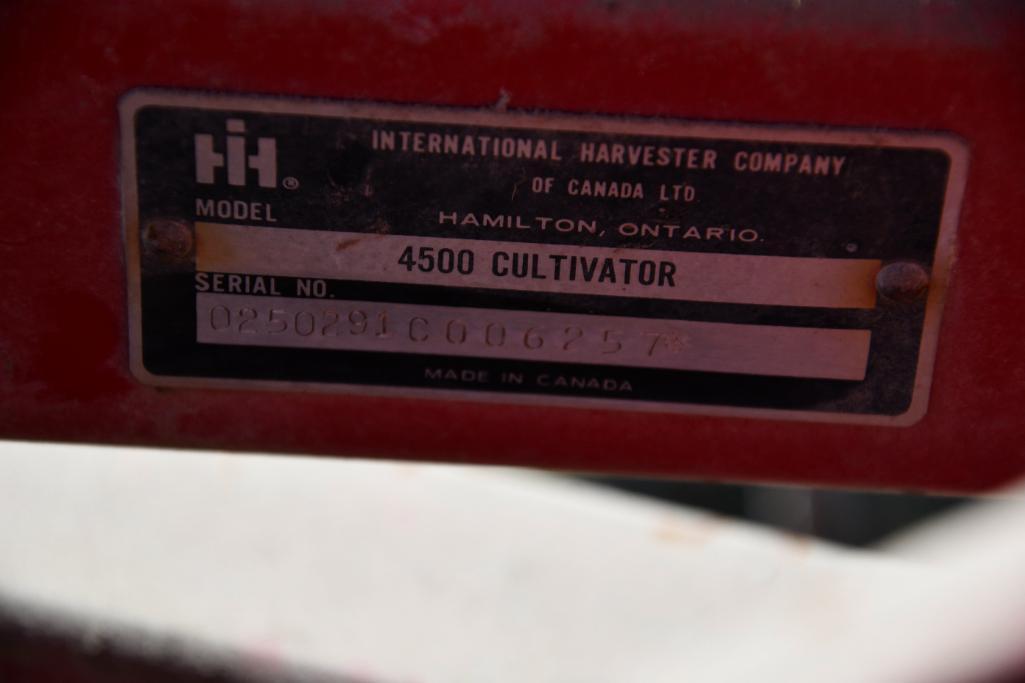 IH®
INTERNATIONAL HARVESTER COMPANY
OF CANADA LTD
HAMILTON, ONTARIO.
MODEL
4500 CULTIVATOR
SERIAL NO.
0250291C006257*
MADE IN CANADA